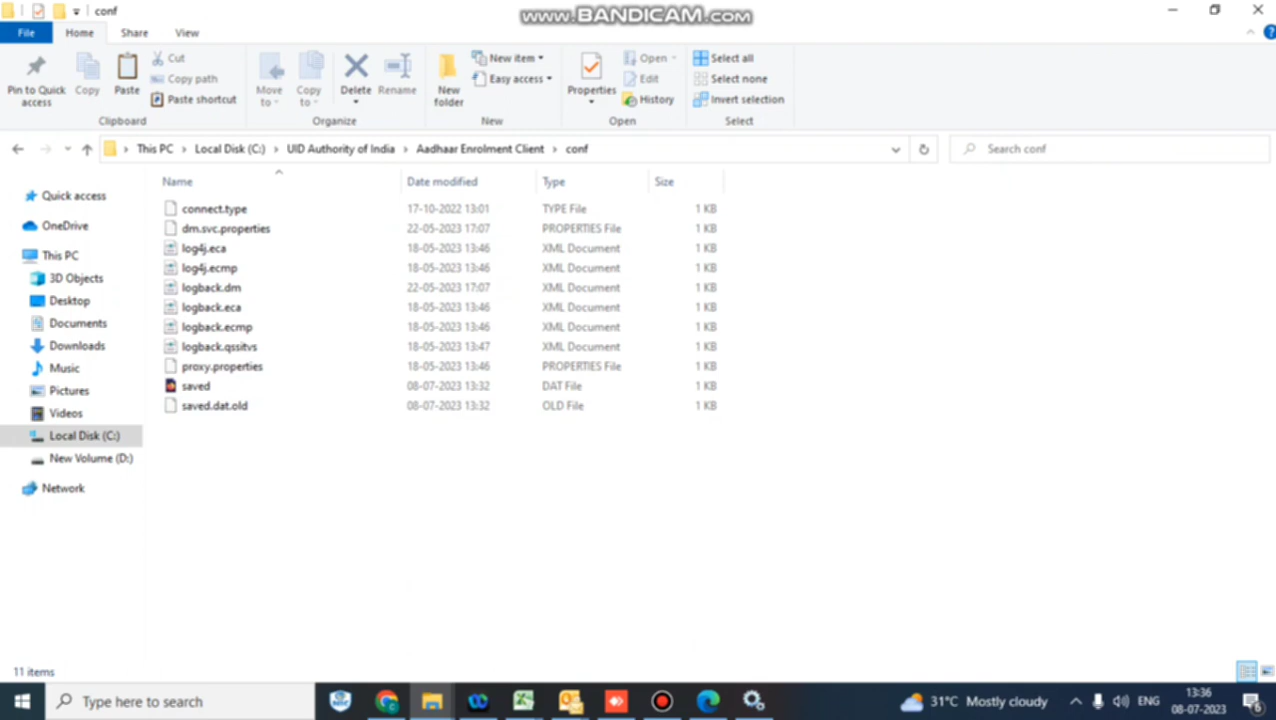 conf
www.BANDICAM.com
File Home Share View
Pin to Quick access
Copy
Paste
Cut
Copy path
Paste shortcut
Clipboard
Move to
Copy to
Delete
Rename
Organize
New folder
New item
Easy access
New
Properties
Open
Edit
History
Open
Select all
Select none
Invert selection
Select
This PC > Local Disk (C:) > UID Authority of India > Aadhaar Enrolment Client > conf
Search conf
Quick access
OneDrive
This PC
3D Objects
Desktop
Documents
Downloads
Music
Pictures
Videos
Local Disk (C:)
New Volume (D:)
Network
Name Date modified Type Size
connect.type 17-10-2022 13:01 TYPE File 1 KB
dm.svc.properties 22-05-2023 17:07 PROPERTIES File 1 KB
log4j.eca 18-05-2023 13:46 XML Document 1 KB
log4j.ecmp 18-05-2023 13:46 XML Document 1 KB
logback.dm 22-05-2023 17:07 XML Document 1 KB
logback.eca 18-05-2023 13:46 XML Document 1 KB
logback.ecmp 18-05-2023 13:46 XML Document 1 KB
logback.qssitvs 18-05-2023 13:47 XML Document 1 KB
proxy.properties 18-05-2023 13:46 PROPERTIES File 1 KB
saved 08-07-2023 13:32 DAT File 1 KB
saved.dat.old 08-07-2023 13:32 OLD File 1 KB
11 items
Type here to search
31°C Mostly cloudy
ENG
13:36
08-07-2023
6